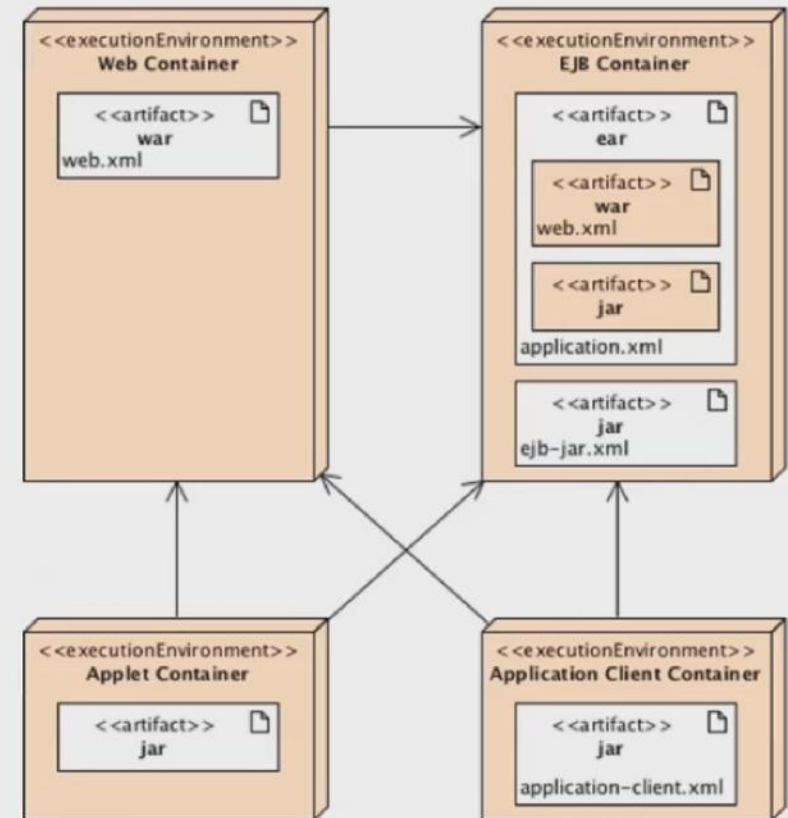 <<executionEnvironment>>
Web Container
<<artifact>>
war
web.xml
<<executionEnvironment>>
EJB Container
<<artifact>>
ear
<<artifact>>
war
web.xml
<<artifact>>
jar
application.xml
<<artifact>>
jar
ejb-jar.xml
<<executionEnvironment>>
Applet Container
<<artifact>>
jar
<<executionEnvironment>>
Application Client Container
<<artifact>>
jar
application-client.xml